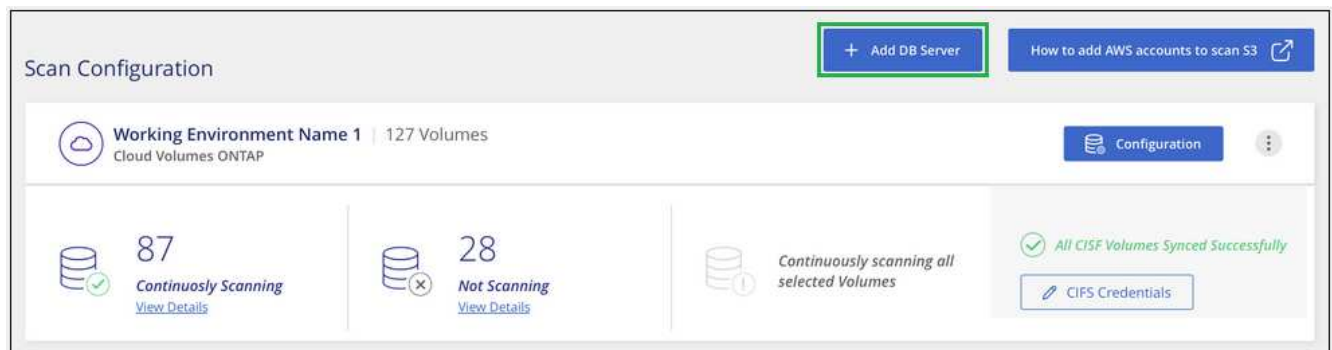 + Add DB Server
How to add AWS accounts to scan S3
Scan Configuration
Working Environment Name 1 | 127 Volumes
Cloud Volumes ONTAP
Configuration
87
Continuosly Scanning
View Details
28
Not Scanning
View Details
Continuously scanning all
selected Volumes
All CISF Volumes Synced Successfully
CIFS Credentials